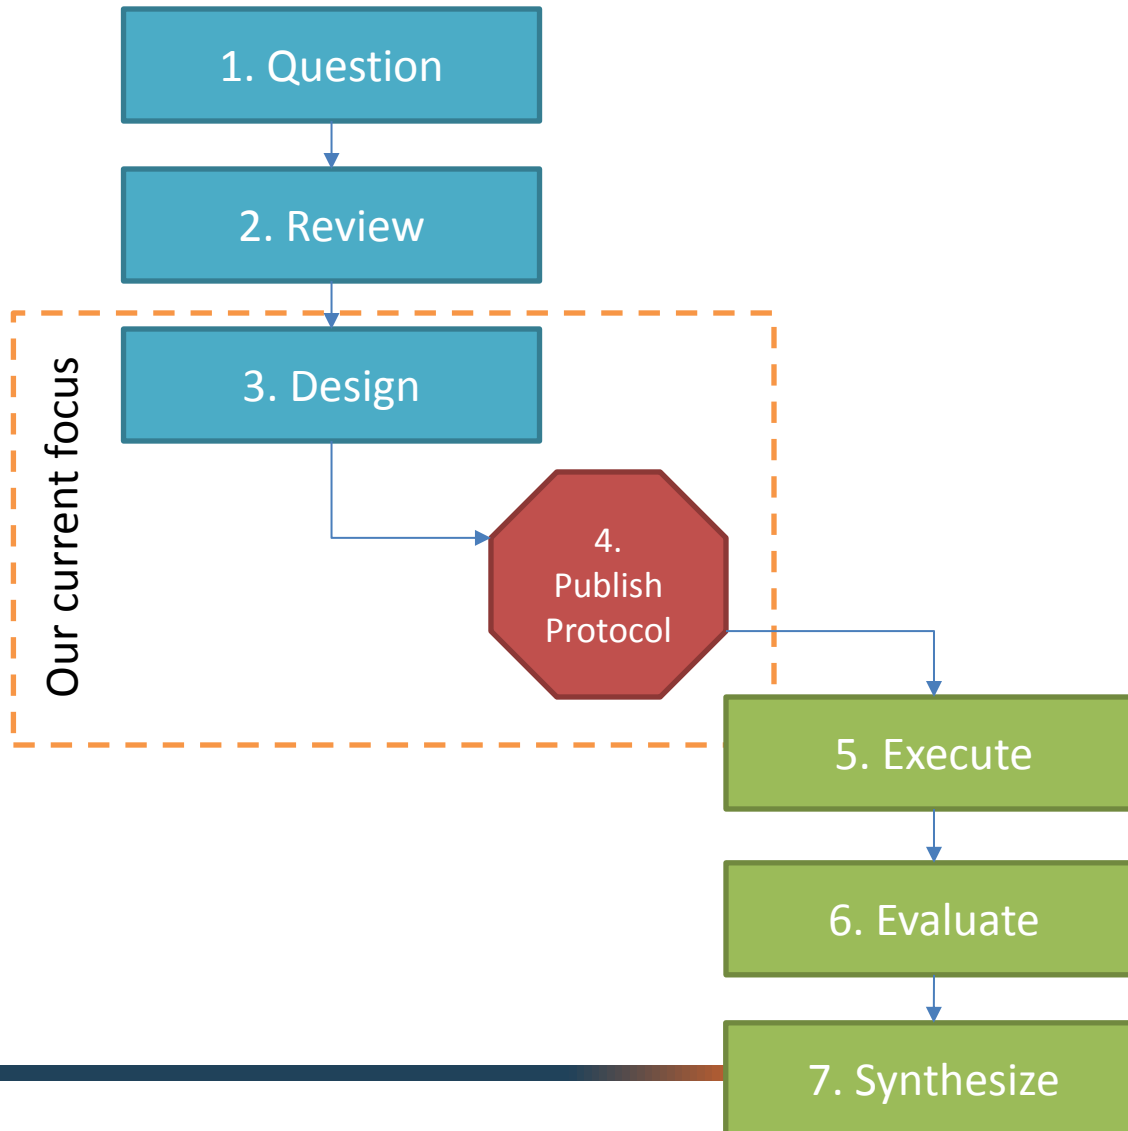 1. Question
2. Review
3. Design
Our current focus
4.
Publish
Protocol
5. Execute
6. Evaluate
7. Synthesize